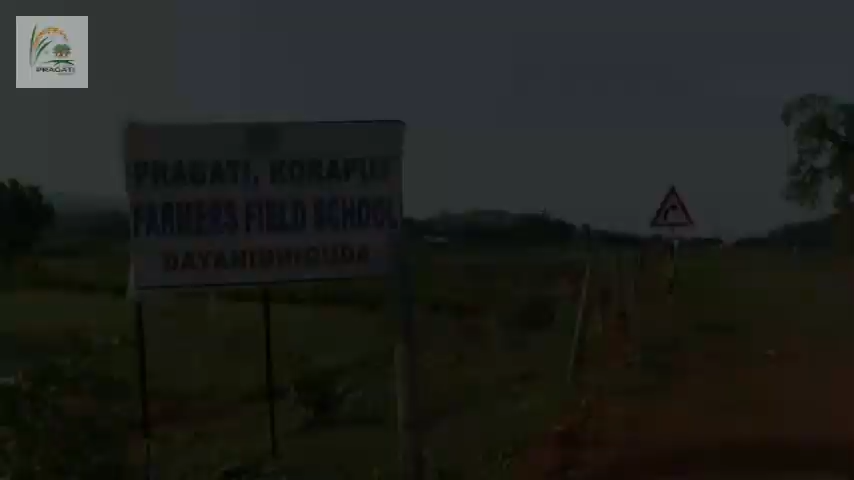 PRAGATI
PRAGATI, KORAPUT
FARMERS FIELD SCHOOL
DAYANIDHIGUDA